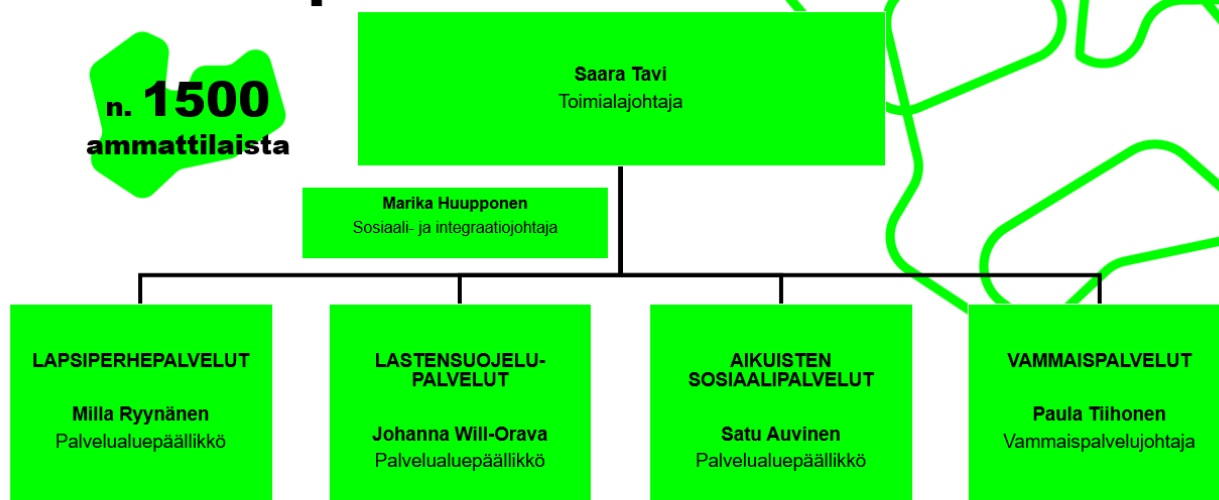 n. 1500
ammattilaista
Saara Tavi
Toimialajohtaja
Marika Huupponen
Sosiaali- ja integraatiojohtaja
LAPSIPERHEPALVELUT
Milla Ryynänen
Palvelualuepäällikkö
LASTENSUOJELU-
PALVELUT
Johanna Will-Orava
Palvelualuepäällikkö
AIKUISTEN
SOSIAALIPALVELUT
Satu Auvinen
Palvelualuepäällikkö
VAMMAISPALVELUT
Paula Tiihonen
Vammaispalvelujohtaja